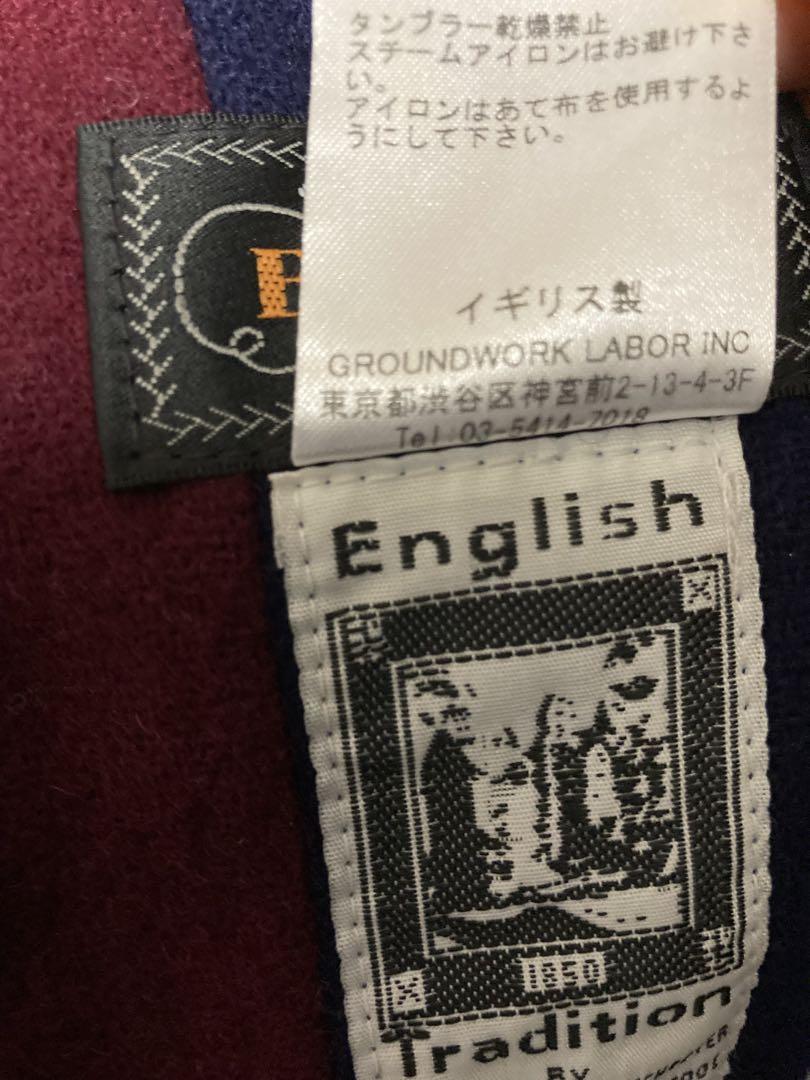 タンブラー乾燥禁止
スチームアイロンはお避け下さ
い。
アイロンはあて布を使用するよ
うにして下さい。
イギリス製
GROUNDWORK LABOR INC
東京都渋谷区神宮前2-13-4-3F
Tel:03-5414-7018
English
1850
Tradition
By